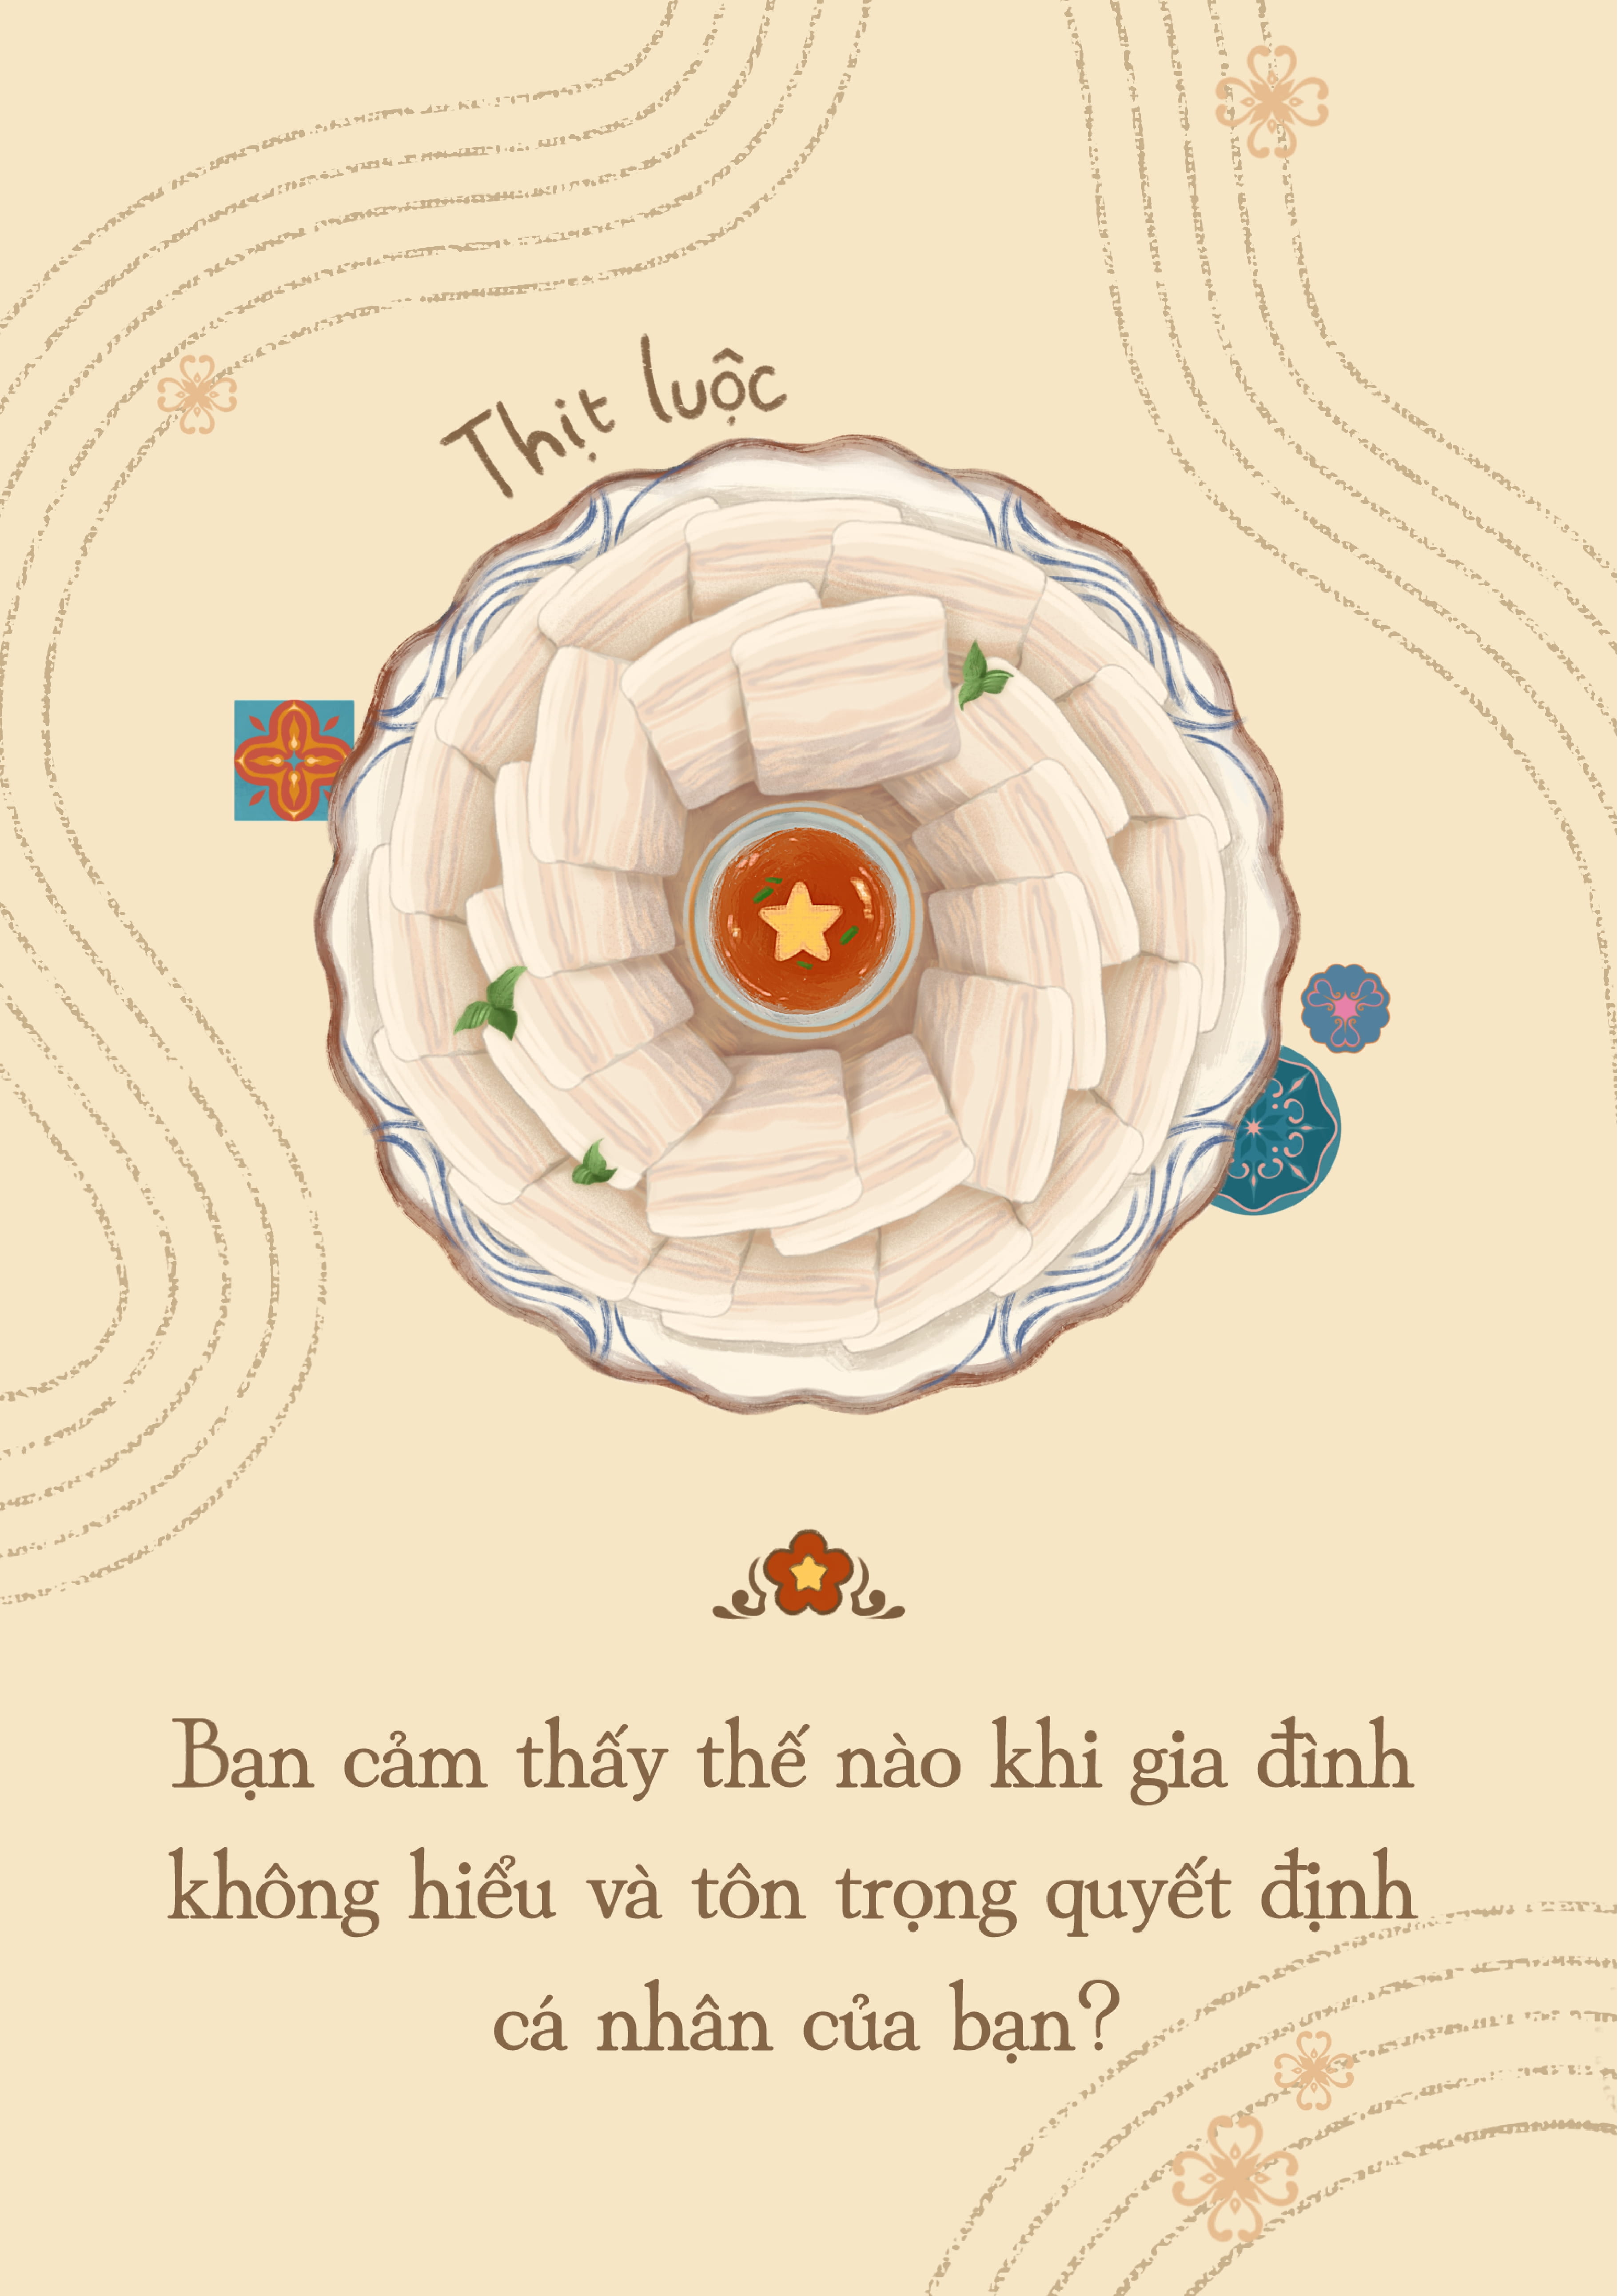 Thịt luộc
Bạn cảm thấy thế nào khi gia đình
không hiểu và tôn trọng quyết định
cá nhân của bạn?